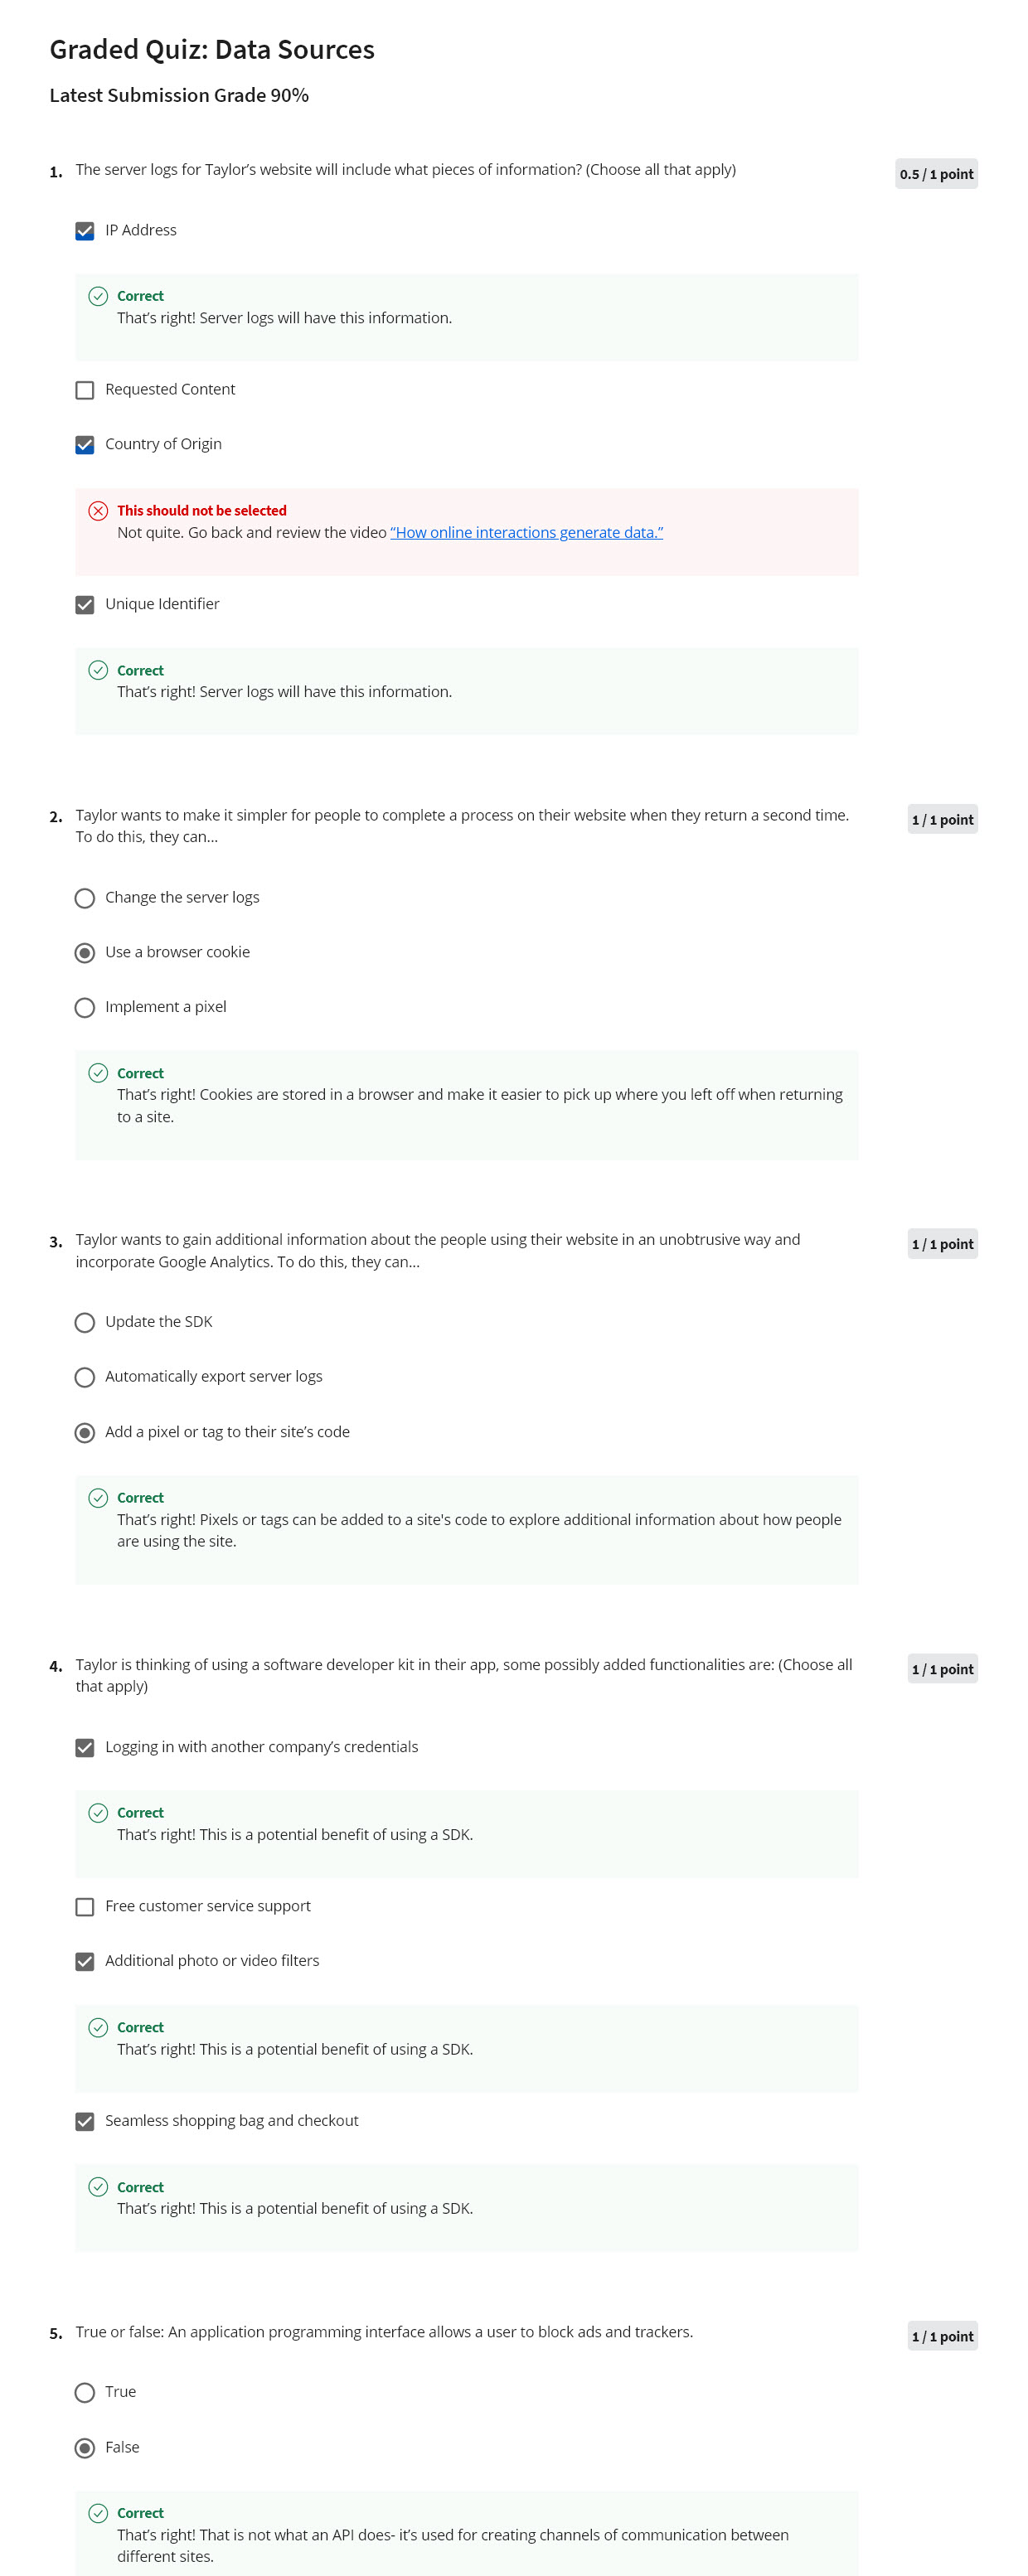 Graded Quiz: Data Sources
Latest Submission Grade 90%
1. The server logs for Taylor’s website will include what pieces of information? (Choose all that apply)
0.5 / 1 point
IP Address
Correct
That’s right! Server logs will have this information.
Requested Content
Country of Origin
This should not be selected
Not quite. Go back and review the video “How online interactions generate data.”
Unique Identifier
Correct
That’s right! Server logs will have this information.
2. Taylor wants to make it simpler for people to complete a process on their website when they return a second time.
To do this, they can...
1 / 1 point
Change the server logs
Use a browser cookie
Implement a pixel
Correct
That’s right! Cookies are stored in a browser and make it easier to pick up where you left off when returning
to a site.
3. Taylor wants to gain additional information about the people using their website in an unobtrusive way and
incorporate Google Analytics. To do this, they can...
1 / 1 point
Update the SDK
Automatically export server logs
Add a pixel or tag to their site’s code
Correct
That’s right! Pixels or tags can be added to a site's code to explore additional information about how people
are using the site.
4. Taylor is thinking of using a software developer kit in their app, some possibly added functionalities are: (Choose all
that apply)
1 / 1 point
Logging in with another company’s credentials
Correct
That’s right! This is a potential benefit of using a SDK.
Free customer service support
Additional photo or video filters
Correct
That’s right! This is a potential benefit of using a SDK.
Seamless shopping bag and checkout
Correct
That’s right! This is a potential benefit of using a SDK.
5. True or false: An application programming interface allows a user to block ads and trackers.
1 / 1 point
True
False
Correct
That’s right! That is not what an API does- it’s used for creating channels of communication between
different sites.